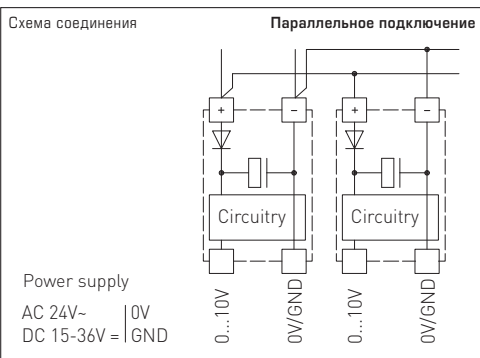 Схема соединения
Параллельное подключение
+ – + –
Circuitry Circuitry
Power supply
AC 24V~ 0V
DC 15-36V = GND
0...10V
0V/GND
0...10V
0V/GND